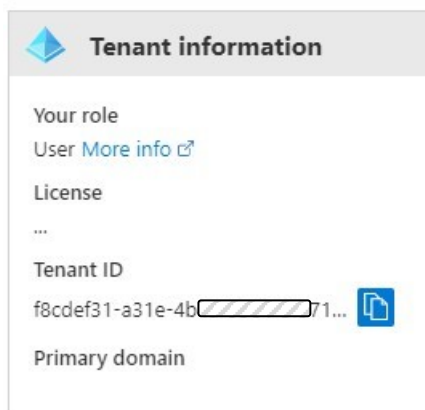 Tenant information
Your role
User More info
License
...
Tenant ID
f8cdef31-a31e-4b 71...
Primary domain